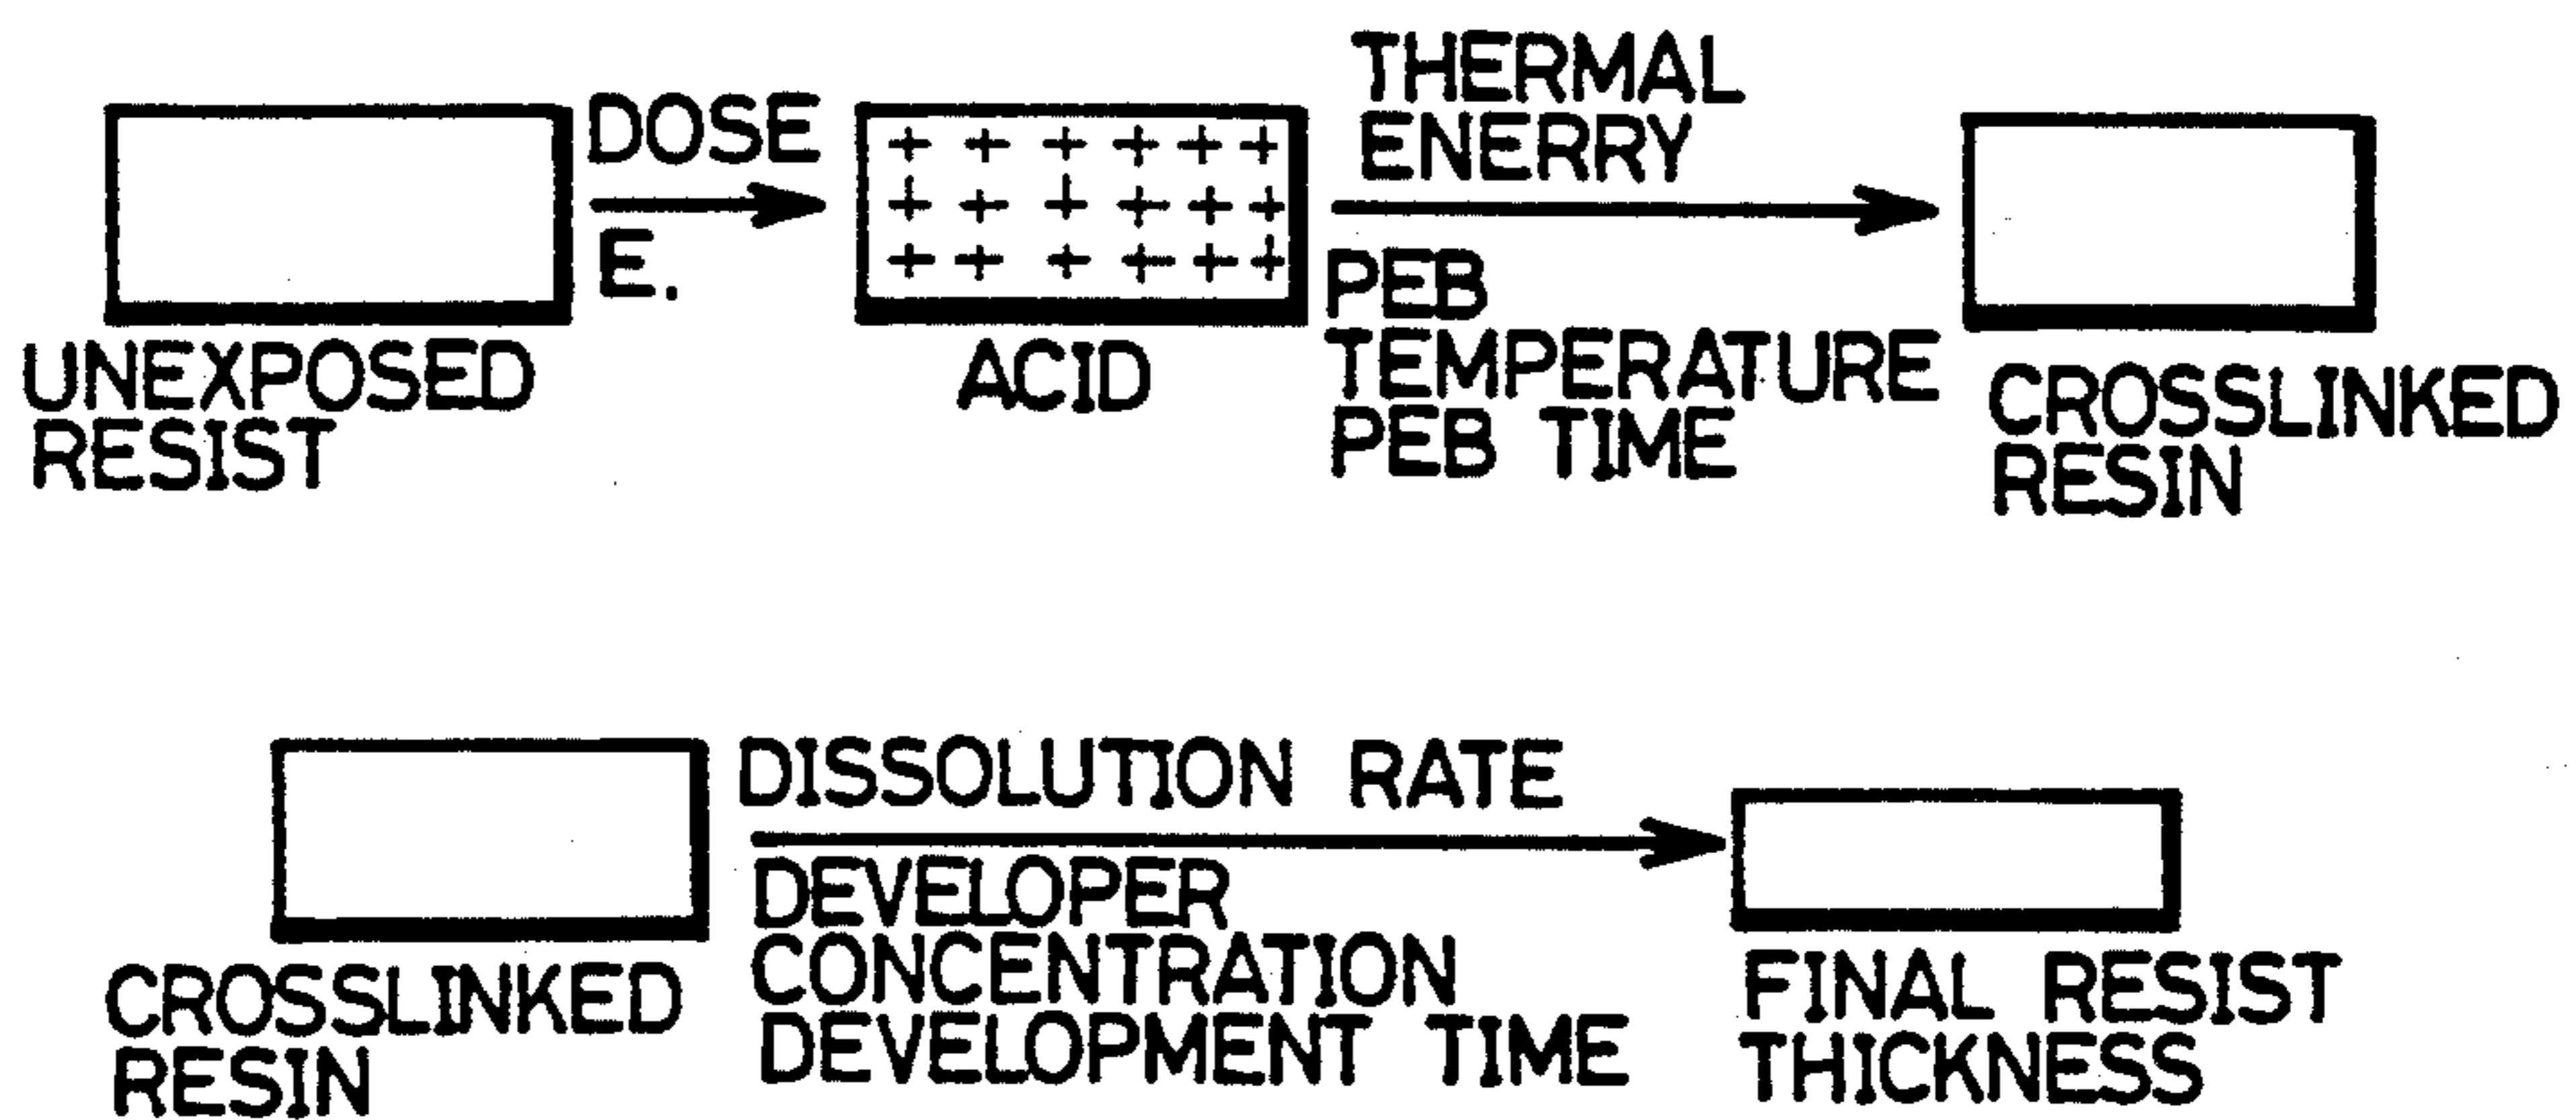 DOSE
E.
THERMAL
ENERRY
UNEXPOSED
RESIST
ACID
PEB
TEMPERATURE
PEB TIME
CROSSLINKED
RESIN
DISSOLUTION RATE
DEVELOPER
CONCENTRATION
DEVELOPMENT TIME
CROSSLINKED
RESIN
FINAL RESIST
THICKNESS